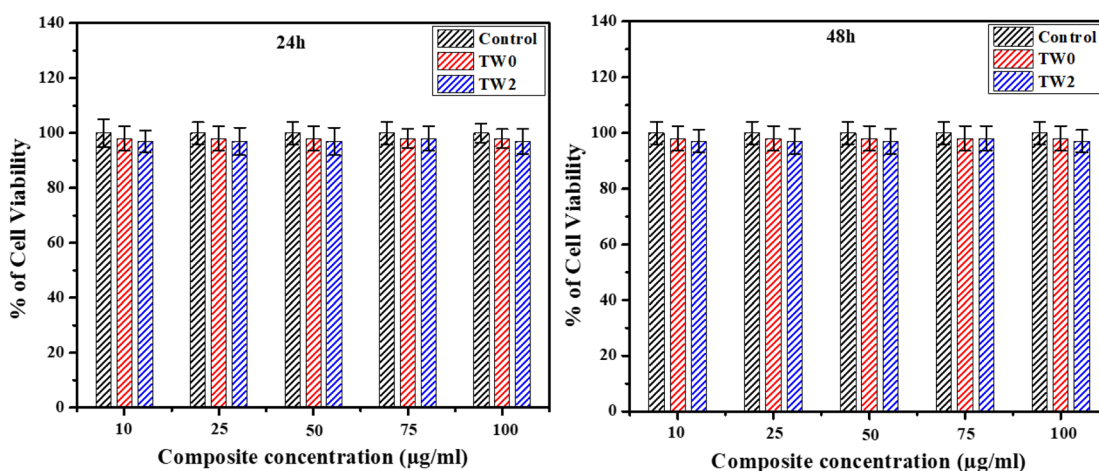 140
120
100
80
60
40
20
0
% of Cell Viability
24h
Control
TW0
TW2
10 25 50 75 100
Composite concentration (µg/ml)
140
120
100
80
60
40
20
0
% of Cell Viability
48h
Control
TW0
TW2
10 25 50 75 100
Composite concentration (µg/ml)